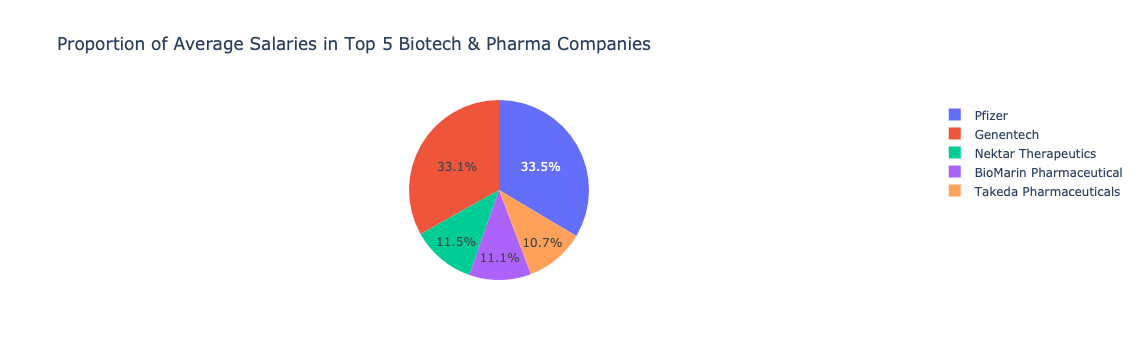 Proportion of Average Salaries in Top 5 Biotech & Pharma Companies
33.1%
33.5%
11.5%
11.1%
10.7%
Pfizer
Genentech
Nektar Therapeutics
BioMarin Pharmaceutical
Takeda Pharmaceuticals